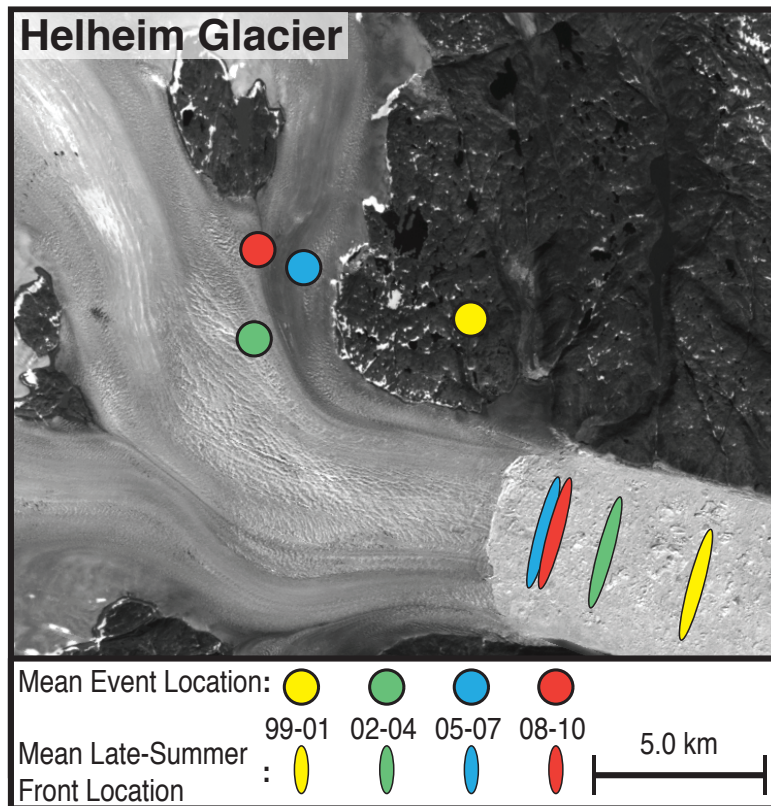 Helheim Glacier
Mean Event Location:
99-01 02-04 05-07 08-10
Mean Late-Summer
Front Location :
5.0 km